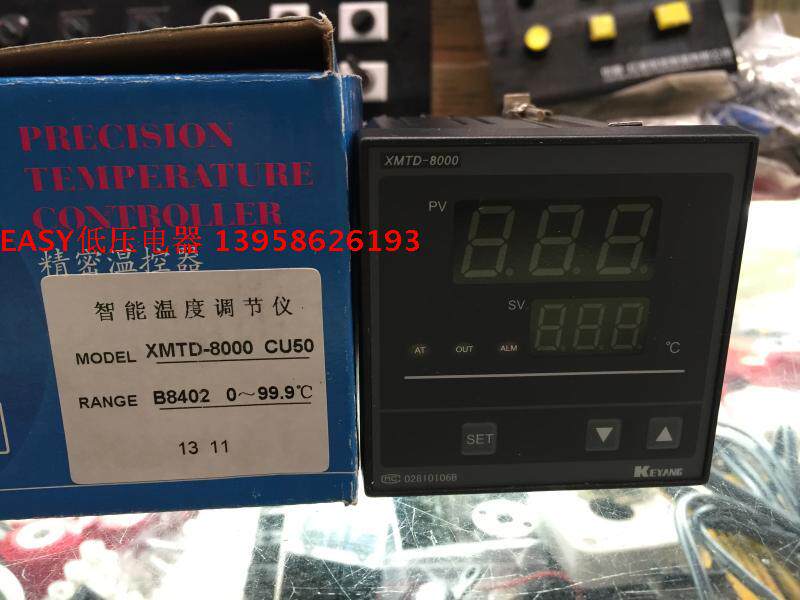 PRECISION
TEMPERATURE
CONTROLLER
EASY低压电器 13958626193
精密温控器
智能温度调节仪
MODEL XMTD-8000 CU50
RANGE B8402 0～99.9℃
13 11
XMTD-8000
PV
SV
AT OUT ALM
℃
SET
MC 02810106B
KEYANG